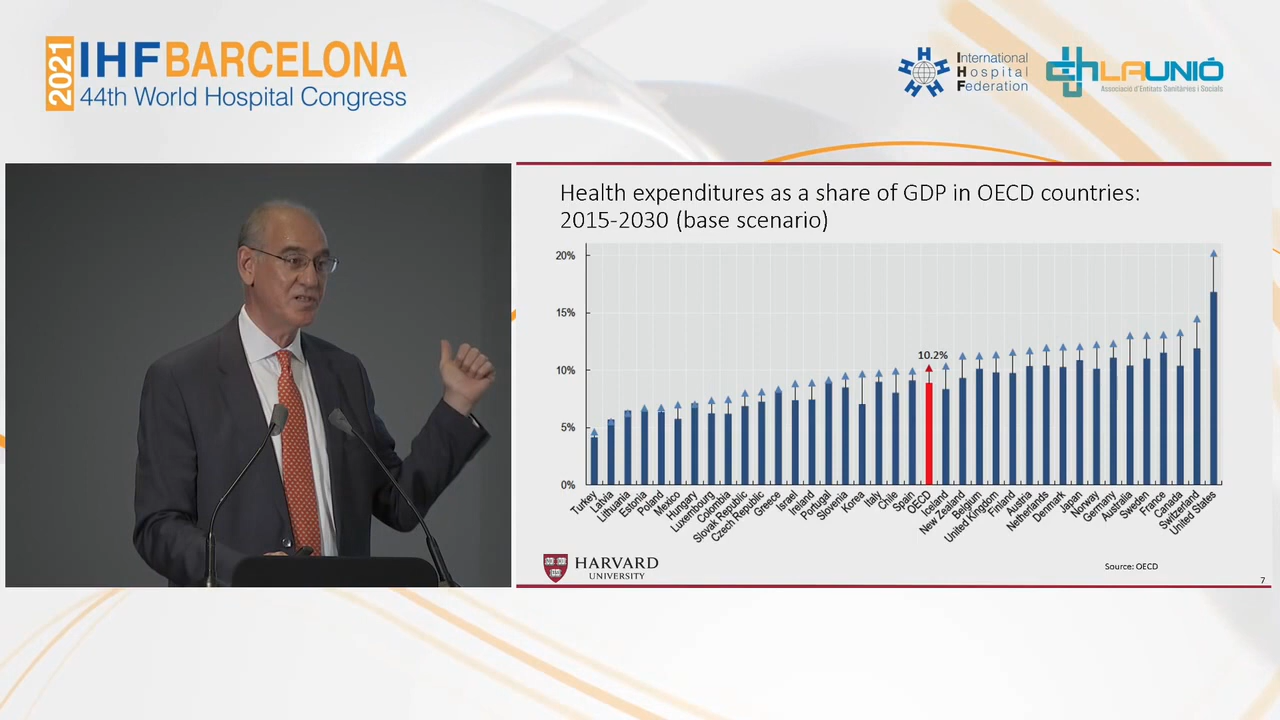 2021
IHF BARCELONA
44th World Hospital Congress
International
Hospital
Federation
LAUNIÓ
Associació d'Entitats Sanitàries i Socials
Health expenditures as a share of GDP in OECD countries:
2015-2030 (base scenario)
20%
15%
10%
5%
0%
10.2%
Turkey
Latvia
Lithuania
Estonia
Poland
Mexico
Hungary
Luxembourg
Colombia
Slovak Republic
Czech Republic
Greece
Israel
Ireland
Portugal
Slovenia
Korea
Italy
Chile
Spain
OECD
Iceland
New Zealand
Belgium
United Kingdom
Finland
Austria
Netherlands
Denmark
Japan
Norway
Germany
Australia
Sweden
France
Canada
Switzerland
United States
HARVARD
UNIVERSITY
Source: OECD
7